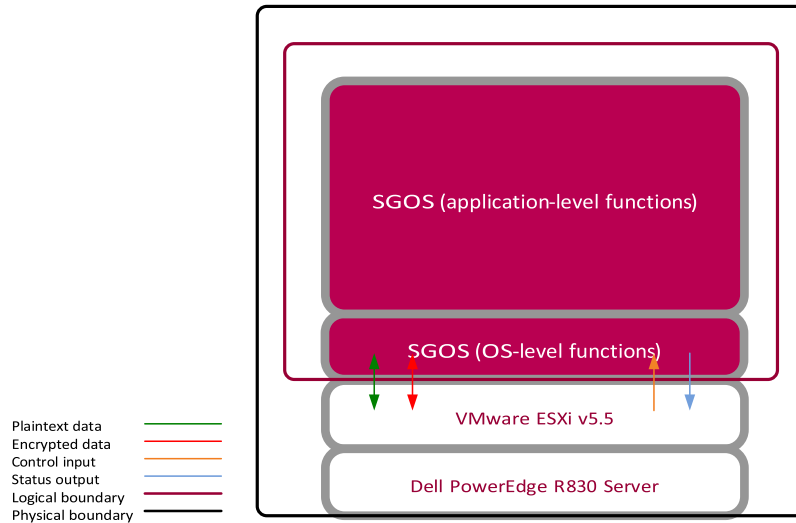 SGOS (application-level functions)
SGOS (OS-level functions)
VMware ESXi v5.5
Dell PowerEdge R830 Server
Plaintext data
Encrypted data
Control input
Status output
Logical boundary
Physical boundary